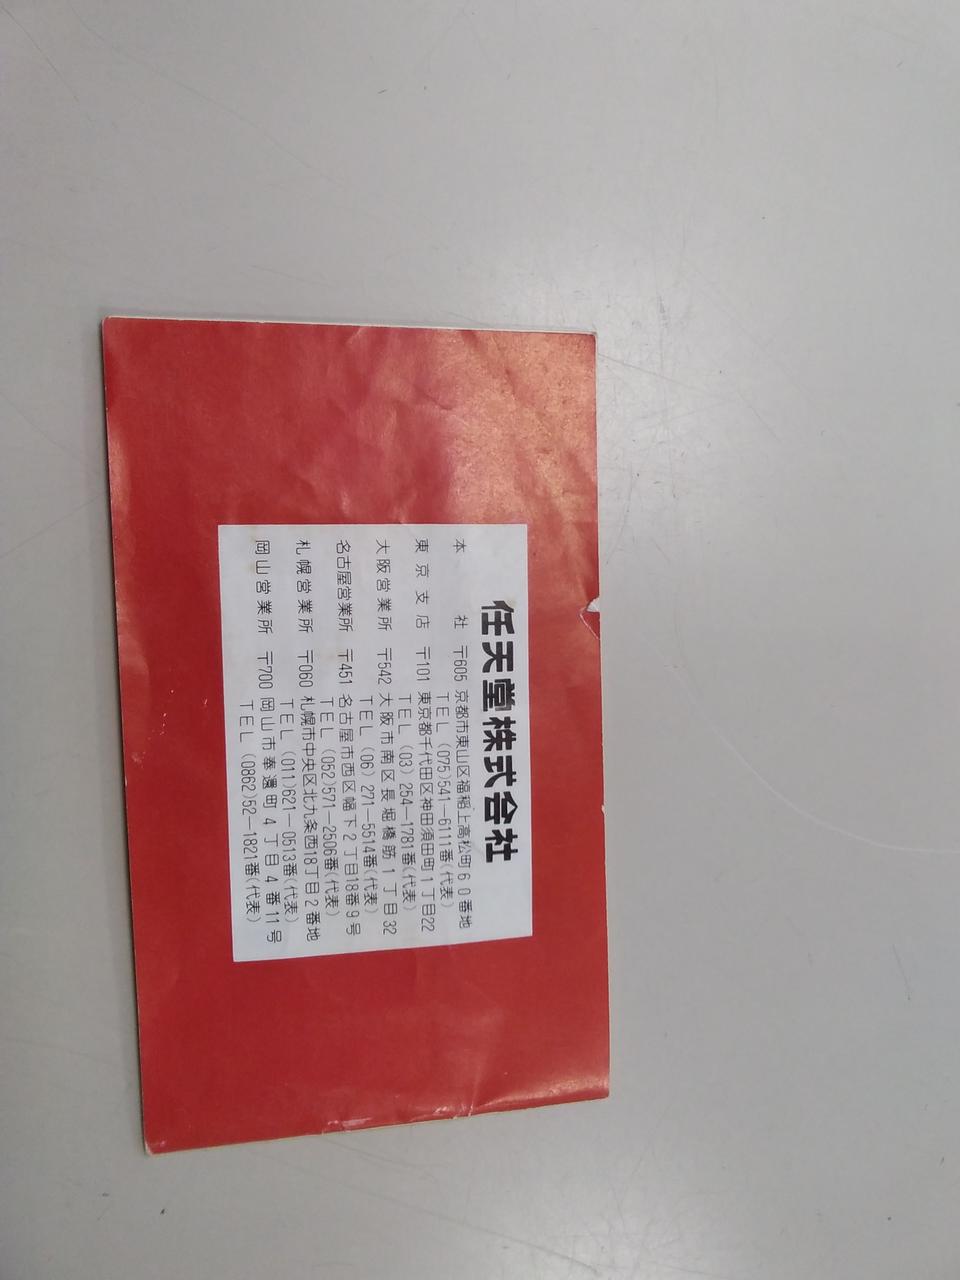 任天堂株式会社
本社 〒605 京都市東山区福稲上高松町60番地
TEL (075)541-6111番(代表)
東京支店 〒101 東京都千代田区神田須田町1丁目22
TEL (03) 254-1781番(代表)
大阪営業所 〒542 大阪市南区長堀橋筋1丁目32
TEL (06) 271-5514番(代表)
名古屋営業所 〒451 名古屋市西区幅下2丁目18番9号
TEL (052)571-2506番(代表)
札幌営業所 〒060 札幌市中央区北九条西18丁目2番地
TEL (011)621-0513番(代表)
岡山営業所 〒700 岡山市奉還町4丁目4番11号
TEL (0862)52-1821番(代表)